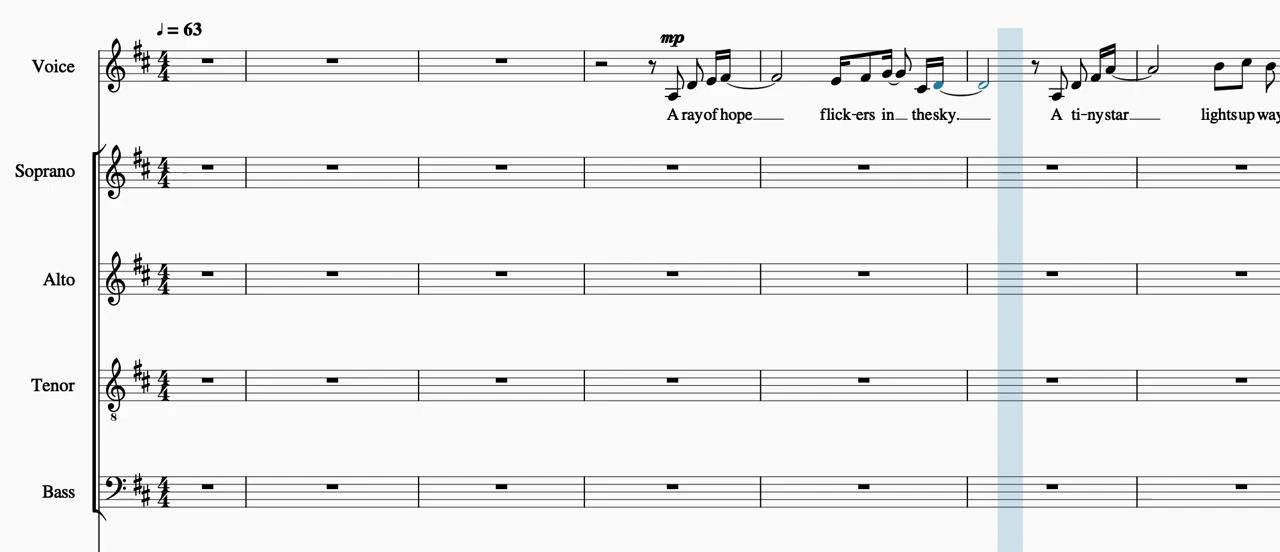 ♩ = 63
mp
Voice
A ray of hope flick-ers in the sky. A ti-ny star lights up way
Soprano
Alto
Tenor
8
Bass